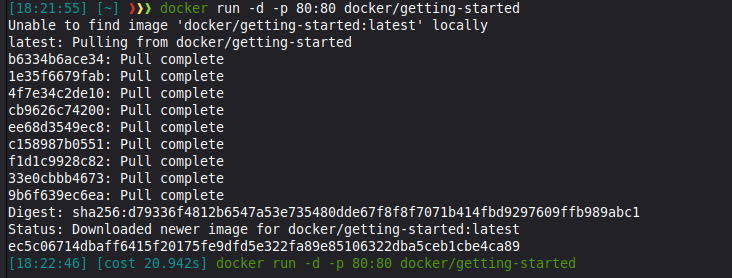 [18:21:55] [~] ❯❯❯ docker run -d -p 80:80 docker/getting-started
Unable to find image 'docker/getting-started:latest' locally
latest: Pulling from docker/getting-started
b6334b6ace34: Pull complete
1e35f6679fab: Pull complete
4f7e34c2de10: Pull complete
cb9626c74200: Pull complete
ee68d3549ec8: Pull complete
c158987b0551: Pull complete
f1d1c9928c82: Pull complete
33e0cbbb4673: Pull complete
9b6f639ec6ea: Pull complete
Digest: sha256:d79336f4812b6547a53e735480dde67f8f8f7071b414fbd9297609ffb989abc1
Status: Downloaded newer image for docker/getting-started:latest
ec5c06714dbaff6415f20175fe9dfd5e322fa89e85106322dba5ceb1cbe4ca89
[18:22:46] [cost 20.942s] docker run -d -p 80:80 docker/getting-started